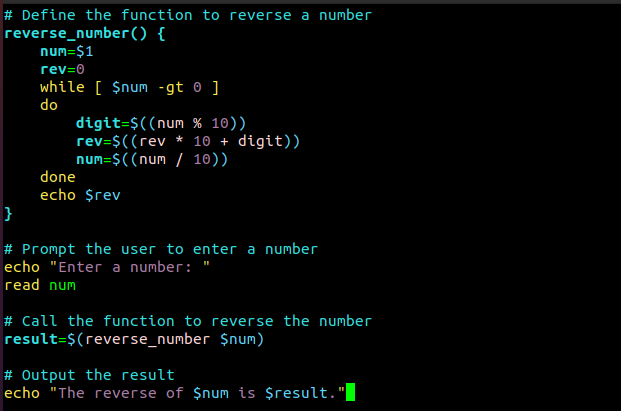 # Define the function to reverse a number
reverse_number() {
    num=$1
    rev=0
    while [ $num -gt 0 ]
    do
        digit=$((num % 10))
        rev=$((rev * 10 + digit))
        num=$((num / 10))
    done
    echo $rev
}

# Prompt the user to enter a number
echo "Enter a number: "
read num

# Call the function to reverse the number
result=$(reverse_number $num)

# Output the result
echo "The reverse of $num is $result."